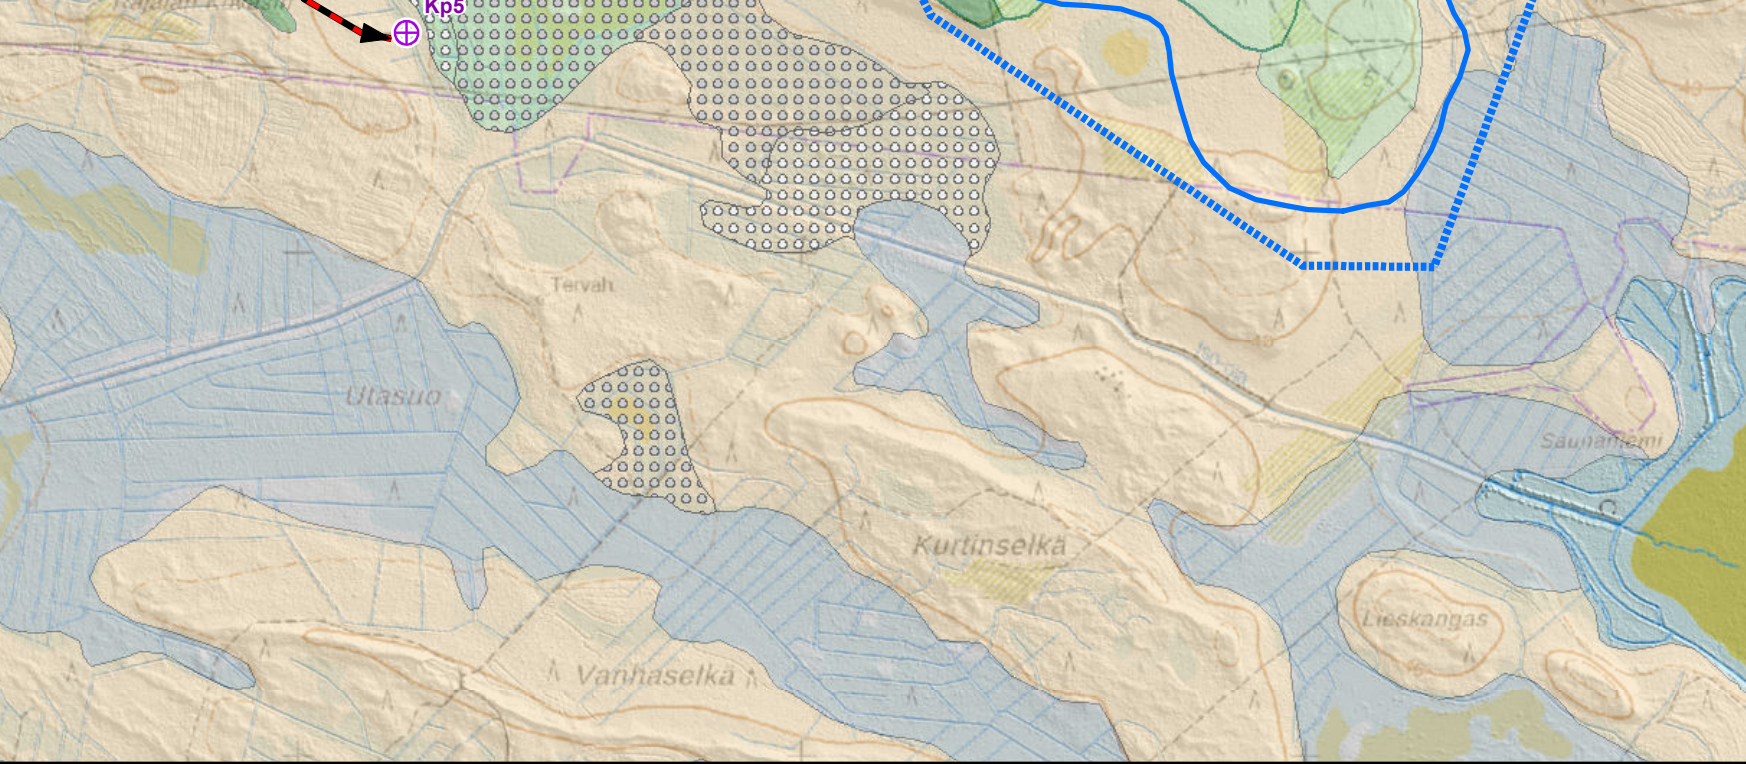 Kp5
Tervah
Utasuo
Saunaniemi
Kurtinselkä
Lieskangas
Vanhaselkä